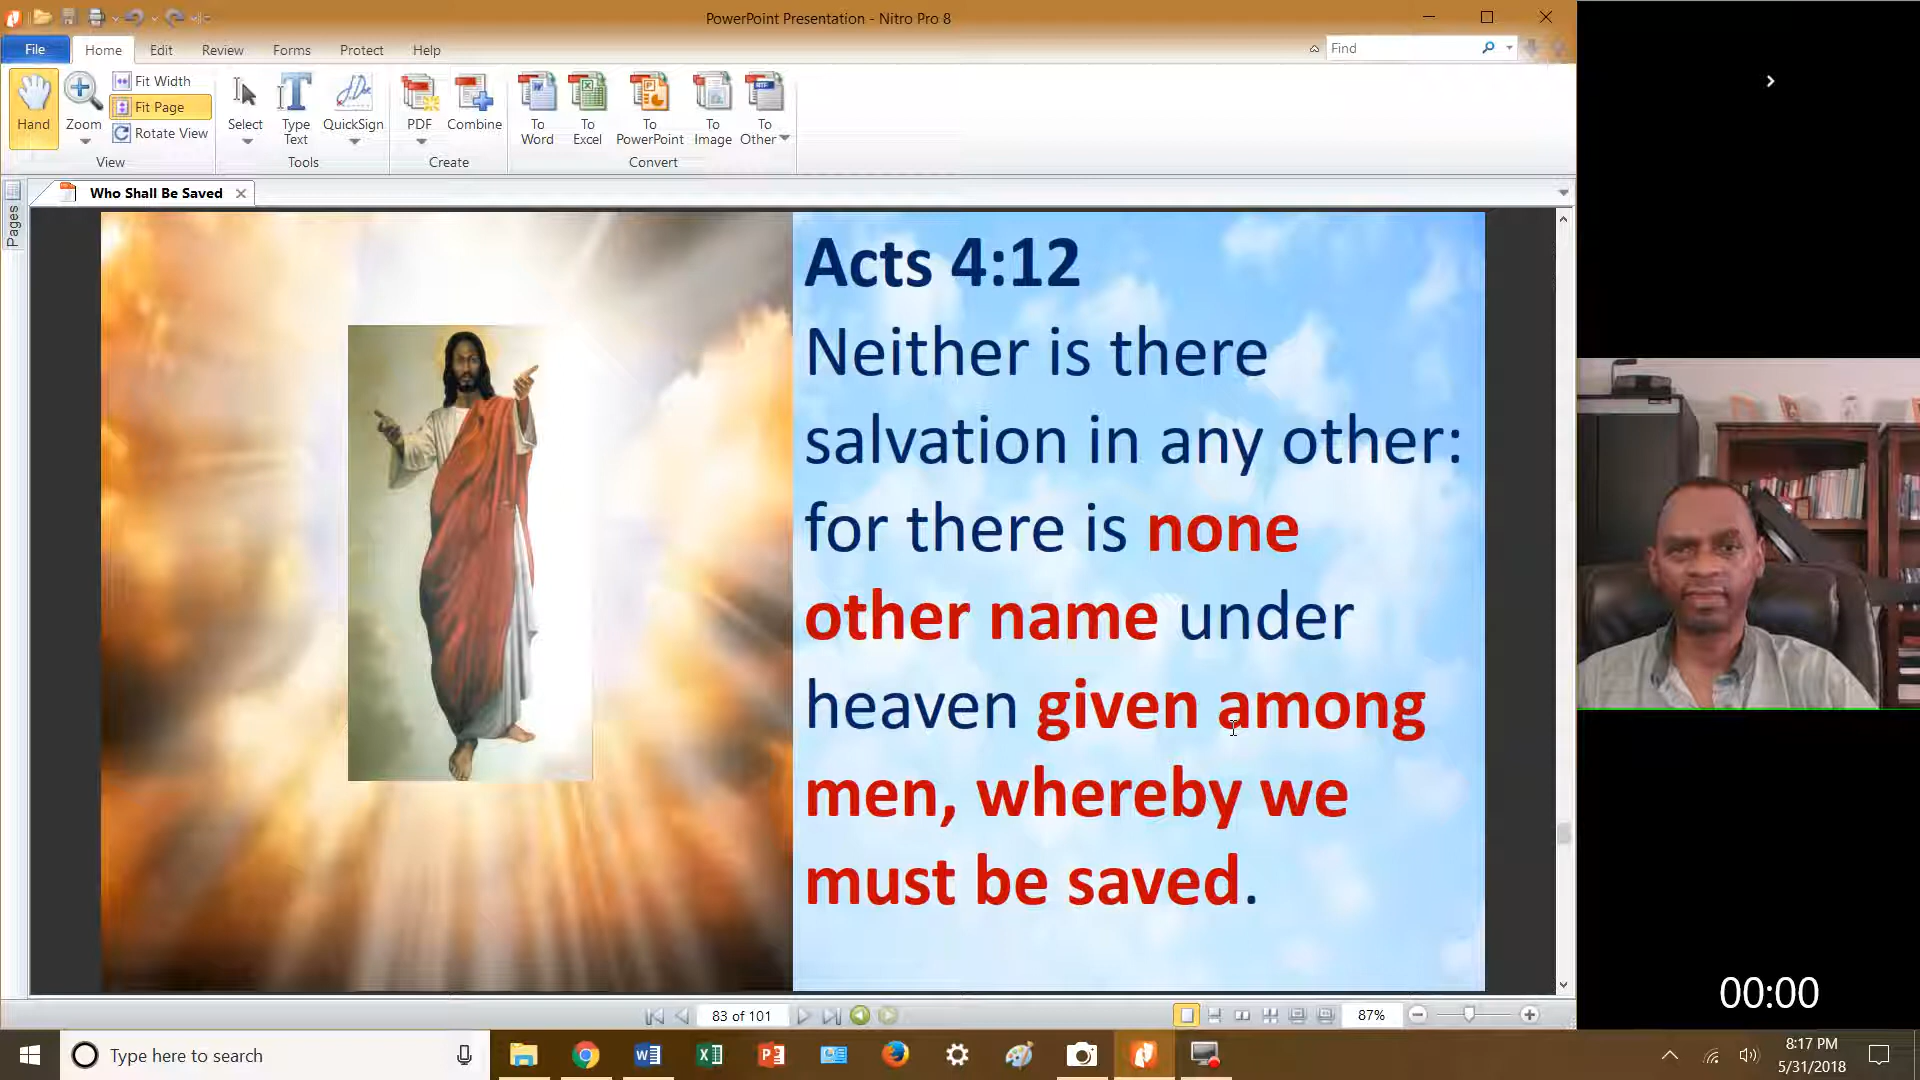 PowerPoint Presentation - Nitro Pro 8
File
Home
Edit
Review
Forms
Protect
Help
Find
Hand
Zoom
Fit Width
Fit Page
Rotate View
View
Select
Type
Text
QuickSign
Tools
PDF
Combine
Create
To
Word
To
Excel
To
PowerPoint
To
Image
To
Other
Convert
Pages
Who Shall Be Saved
Acts 4:12
Neither is there
salvation in any other:
for there is none
other name under
heaven given among
men, whereby we
must be saved.
00:00
83 of 101
87%
Type here to search
8:17 PM
5/31/2018